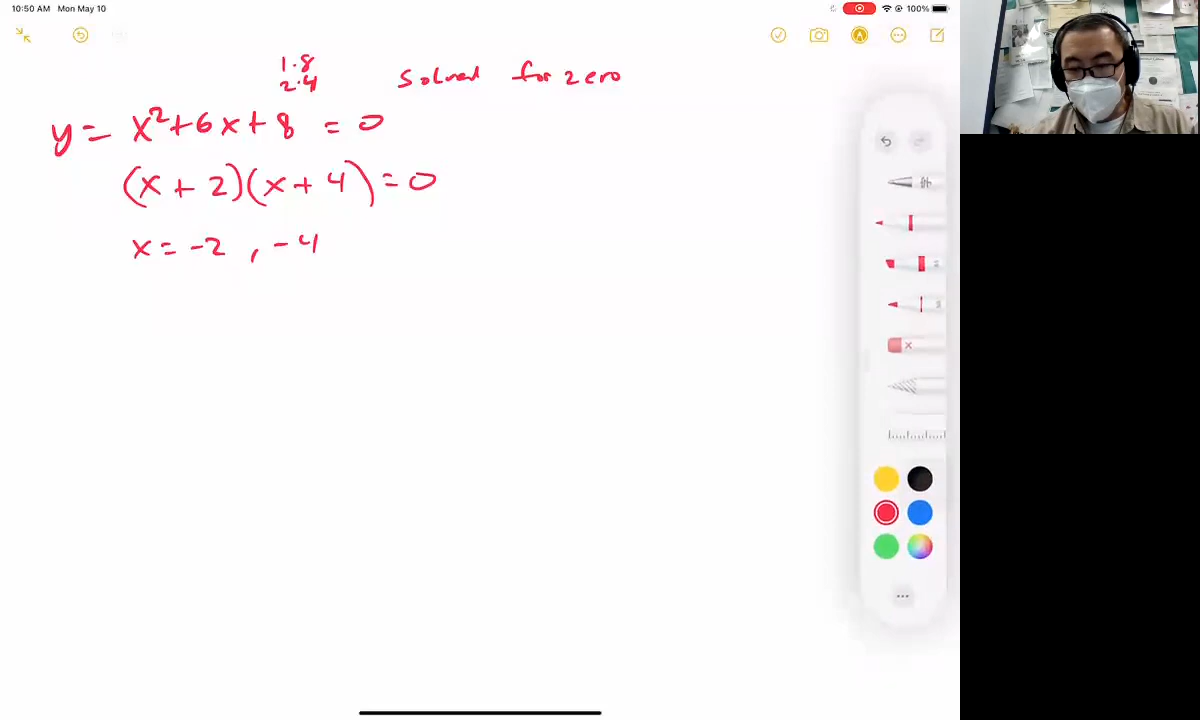 10:50 AM Mon May 10
100%
1·8
2·4
Solved for zero
y = x²+6x+8 = 0
(x + 2)(x + 4) = 0
x = -2 , -4